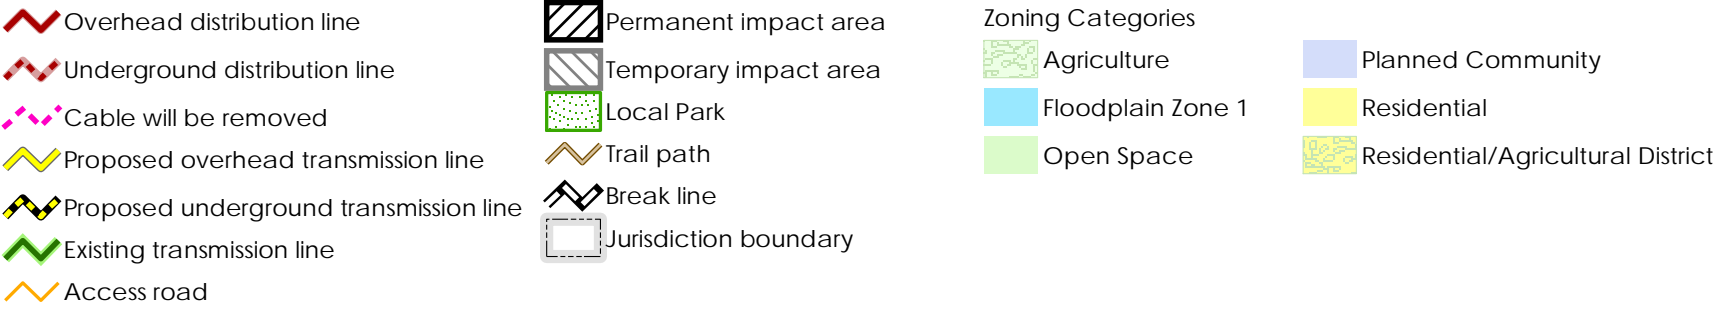 Overhead distribution line
Underground distribution line
Cable will be removed
Proposed overhead transmission line
Proposed underground transmission line
Existing transmission line
Access road
Permanent impact area
Temporary impact area
Local Park
Trail path
Break line
Jurisdiction boundary
Zoning Categories
Agriculture
Floodplain Zone 1
Open Space
Planned Community
Residential
Residential/Agricultural District